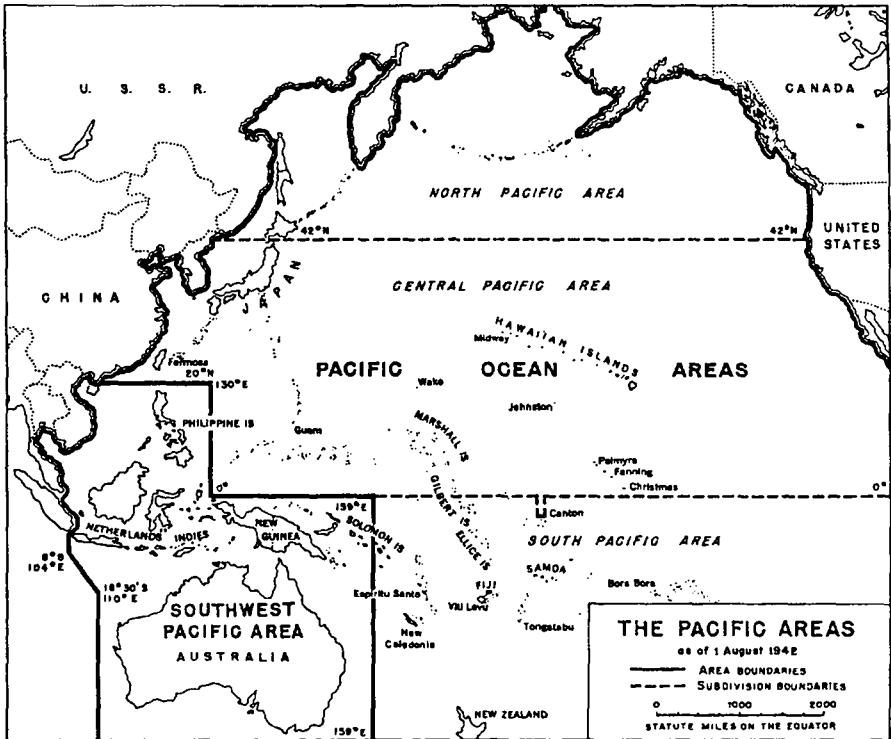 U. S. S. R.
CANADA
NORTH PACIFIC AREA
42°N
42°N
UNITED
STATES
JAPAN
CHINA
CENTRAL PACIFIC AREA
HAWAIIAN ISLANDS
Midway
Formosa
20°N
130°E
PACIFIC OCEAN AREAS
Wake
Johnston
PHILIPPINE IS
Guam
MARSHALL IS
Palmyra
Fanning
Christmas
0°
0°
GILBERT IS
159°E
Canton
NETHERLANDS INDIES
NEW
GUINEA
SOLOMON IS
ELLICE IS
SOUTH PACIFIC AREA
8°S
104°E
SAMOA
18°30'S
110°E
Espiritu Santo
FIJI
Bora Bora
SOUTHWEST
PACIFIC AREA
AUSTRALIA
Viti Levu
Tongatabu
New
Caledonia
THE PACIFIC AREAS
as of 1 August 1942
AREA BOUNDARIES
SUBDIVISION BOUNDARIES
0 1000 2000
STATUTE MILES ON THE EQUATOR
NEW ZEALAND
159°E